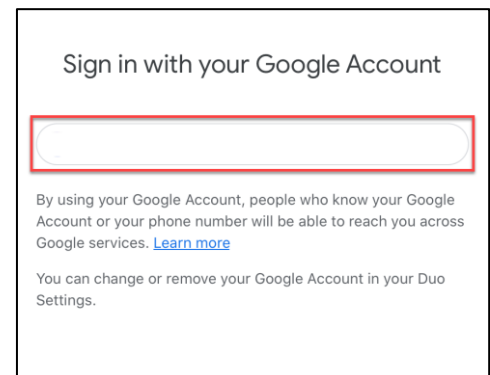 Sign in with your Google Account
By using your Google Account, people who know your Google
Account or your phone number will be able to reach you across
Google services. Learn more
You can change or remove your Google Account in your Duo
Settings.